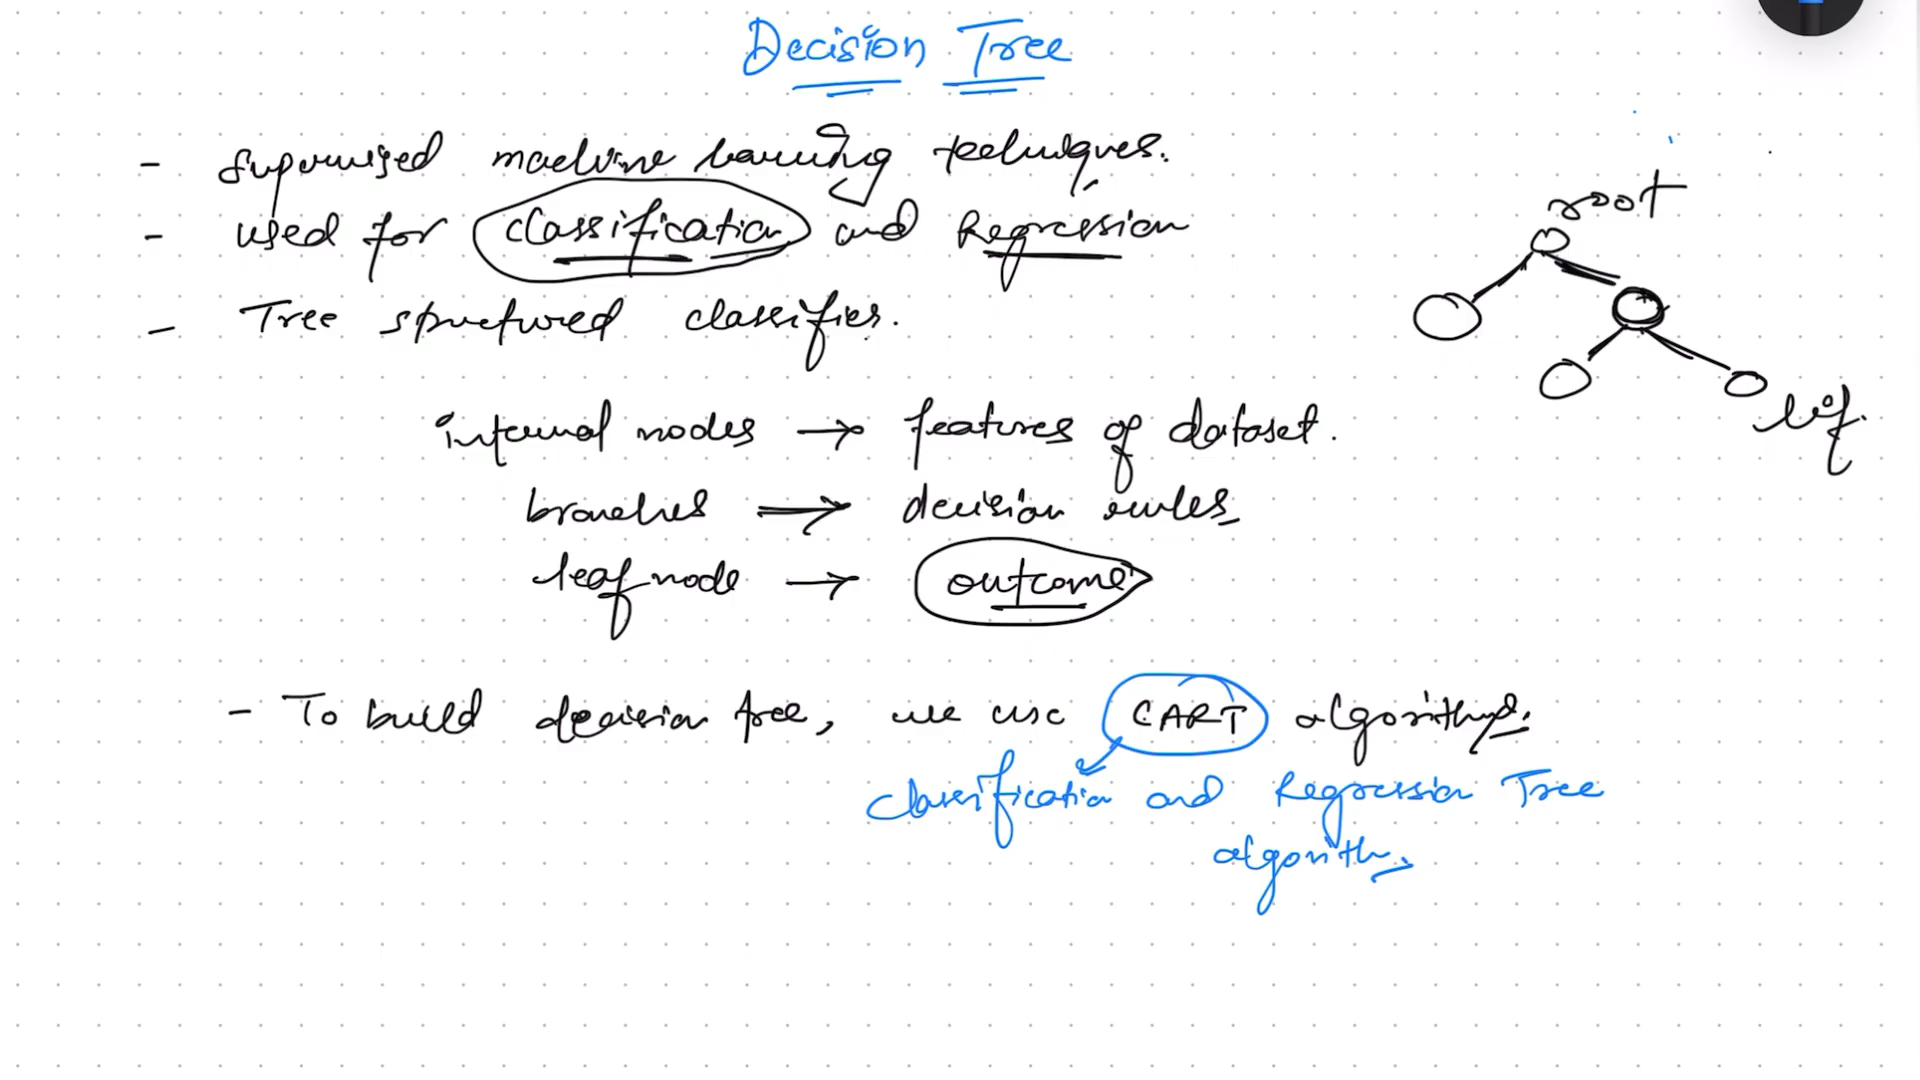 Decision Tree
- Supervised machine learning techniques.
- used for classification and Regression
- Tree structured classifier.
root
internal nodes → features of dataset.
leaf.
branches → decision rules
leaf node → outcome
- To build decision tree, we use CART algorithm.
classification and Regression Tree
algorithm.